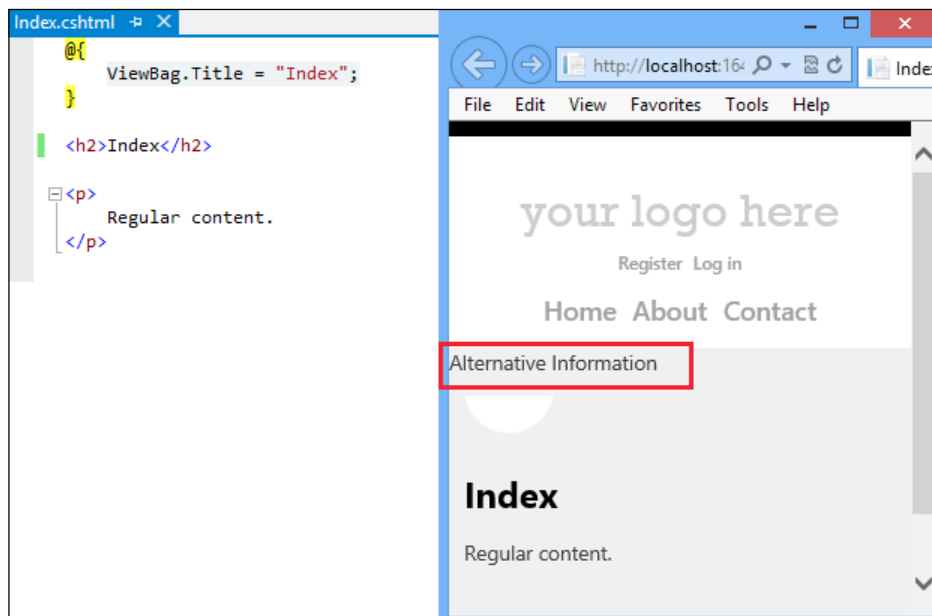 Index.cshtml
@{
ViewBag.Title = "Index";
}
<h2>Index</h2>
<p>
Regular content.
</p>
http://localhost:164
Index
File Edit View Favorites Tools Help
your logo here
Register Log in
Home About Contact
Alternative Information
Index
Regular content.